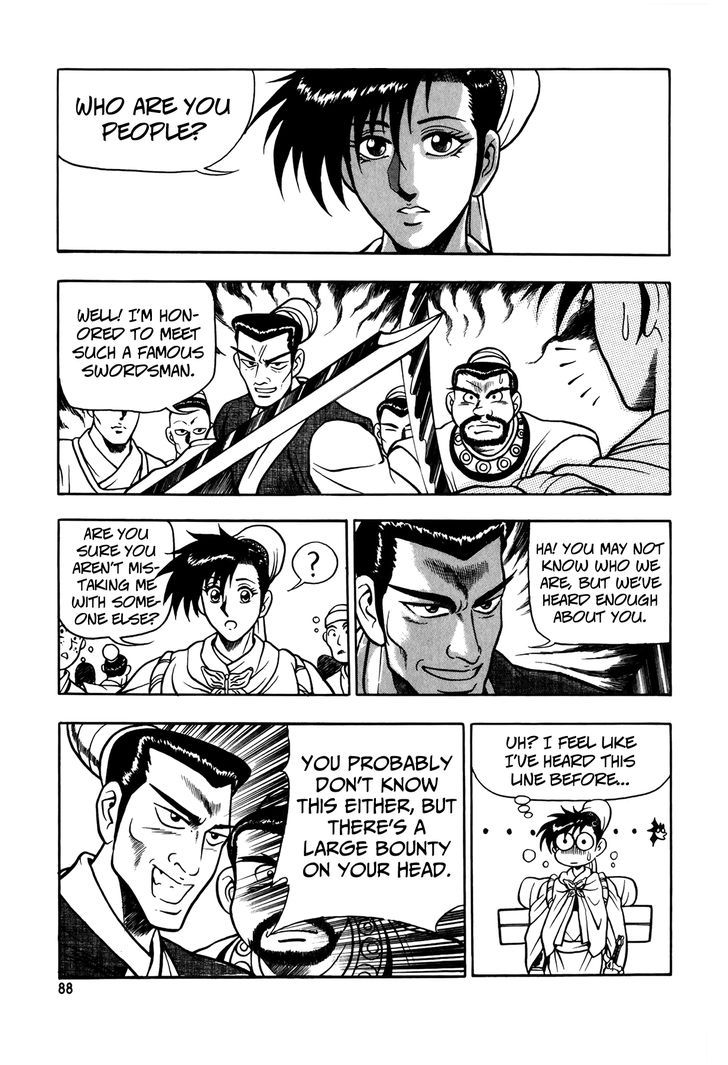 WHO ARE YOU
PEOPLE?
WELL! I'M HON-
ORED TO MEET
SUCH A FAMOUS
SWORDSMAN.
ARE YOU
SURE YOU
AREN'T MIS-
TAKING ME
WITH SOME-
ONE ELSE?
?
HA! YOU MAY NOT
KNOW WHO WE
ARE, BUT WE'VE
HEARD ENOUGH
ABOUT YOU.
YOU PROBABLY
DON'T KNOW
THIS EITHER, BUT
THERE'S A
LARGE BOUNTY
ON YOUR HEAD.
UH? I FEEL LIKE
I'VE HEARD THIS
LINE BEFORE...
88